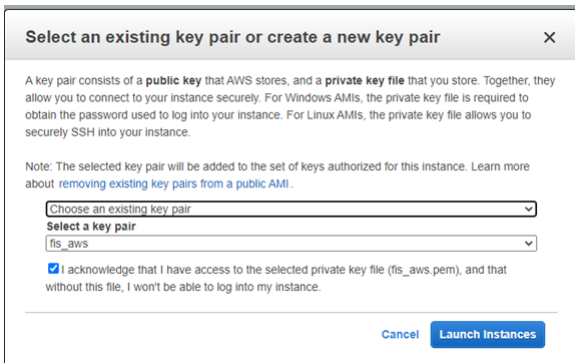 Select an existing key pair or create a new key pair
A key pair consists of a public key that AWS stores, and a private key file that you store. Together, they
allow you to connect to your instance securely. For Windows AMIs, the private key file is required to
obtain the password used to log into your instance. For Linux AMIs, the private key file allows you to
securely SSH into your instance.
Note: The selected key pair will be added to the set of keys authorized for this instance. Learn more
about removing existing key pairs from a public AMI.
Choose an existing key pair
Select a key pair
fis_aws
I acknowledge that I have access to the selected private key file (fis_aws.pem), and that
without this file, I won't be able to log into my instance.
Cancel Launch Instances